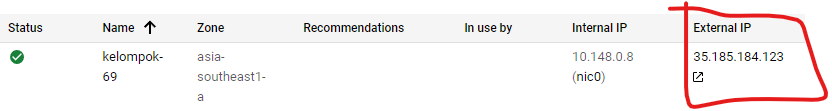 Status Name Zone Recommendations In use by Internal IP External IP
kelompok- asia- 10.148.0.8 35.185.184.123
69 southeast1- (nic0)
a